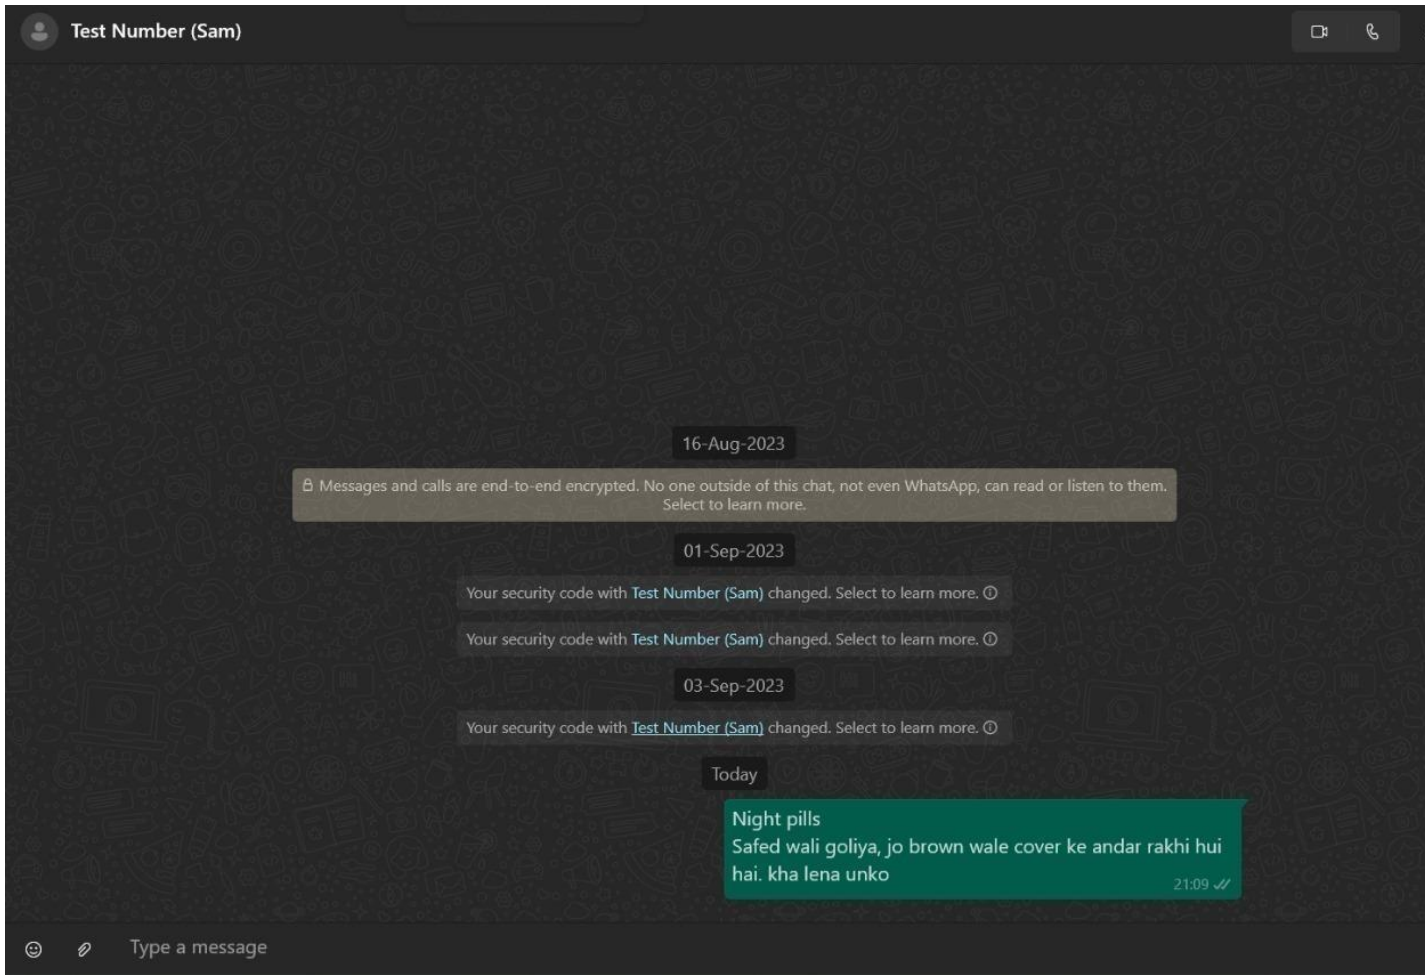 Test Number (Sam)
16-Aug-2023
Messages and calls are end-to-end encrypted. No one outside of this chat, not even WhatsApp, can read or listen to them.
Select to learn more.
01-Sep-2023
Your security code with Test Number (Sam) changed. Select to learn more.
Your security code with Test Number (Sam) changed. Select to learn more.
03-Sep-2023
Your security code with Test Number (Sam) changed. Select to learn more.
Today
Night pills
Safed wali goliya, jo brown wale cover ke andar rakhi hui
hai. kha lena unko
21:09
Type a message